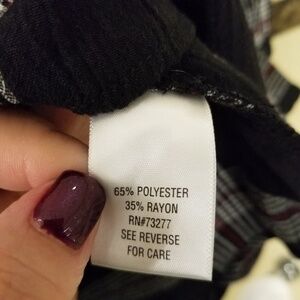 65% POLYESTER
35% RAYON
RN#73277
SEE REVERSE
FOR CARE